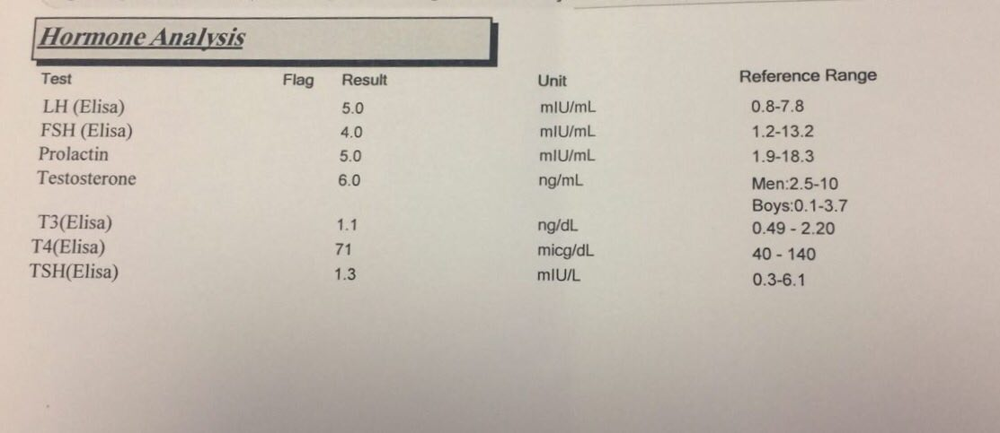 Hormone Analysis
Test Flag Result Unit Reference Range
LH (Elisa) 5.0 mIU/mL 0.8-7.8
FSH (Elisa) 4.0 mIU/mL 1.2-13.2
Prolactin 5.0 mIU/mL 1.9-18.3
Testosterone 6.0 ng/mL Men:2.5-10
Boys:0.1-3.7
T3(Elisa) 1.1 ng/dL 0.49 - 2.20
T4(Elisa) 71 micg/dL 40 - 140
TSH(Elisa) 1.3 mIU/L 0.3-6.1